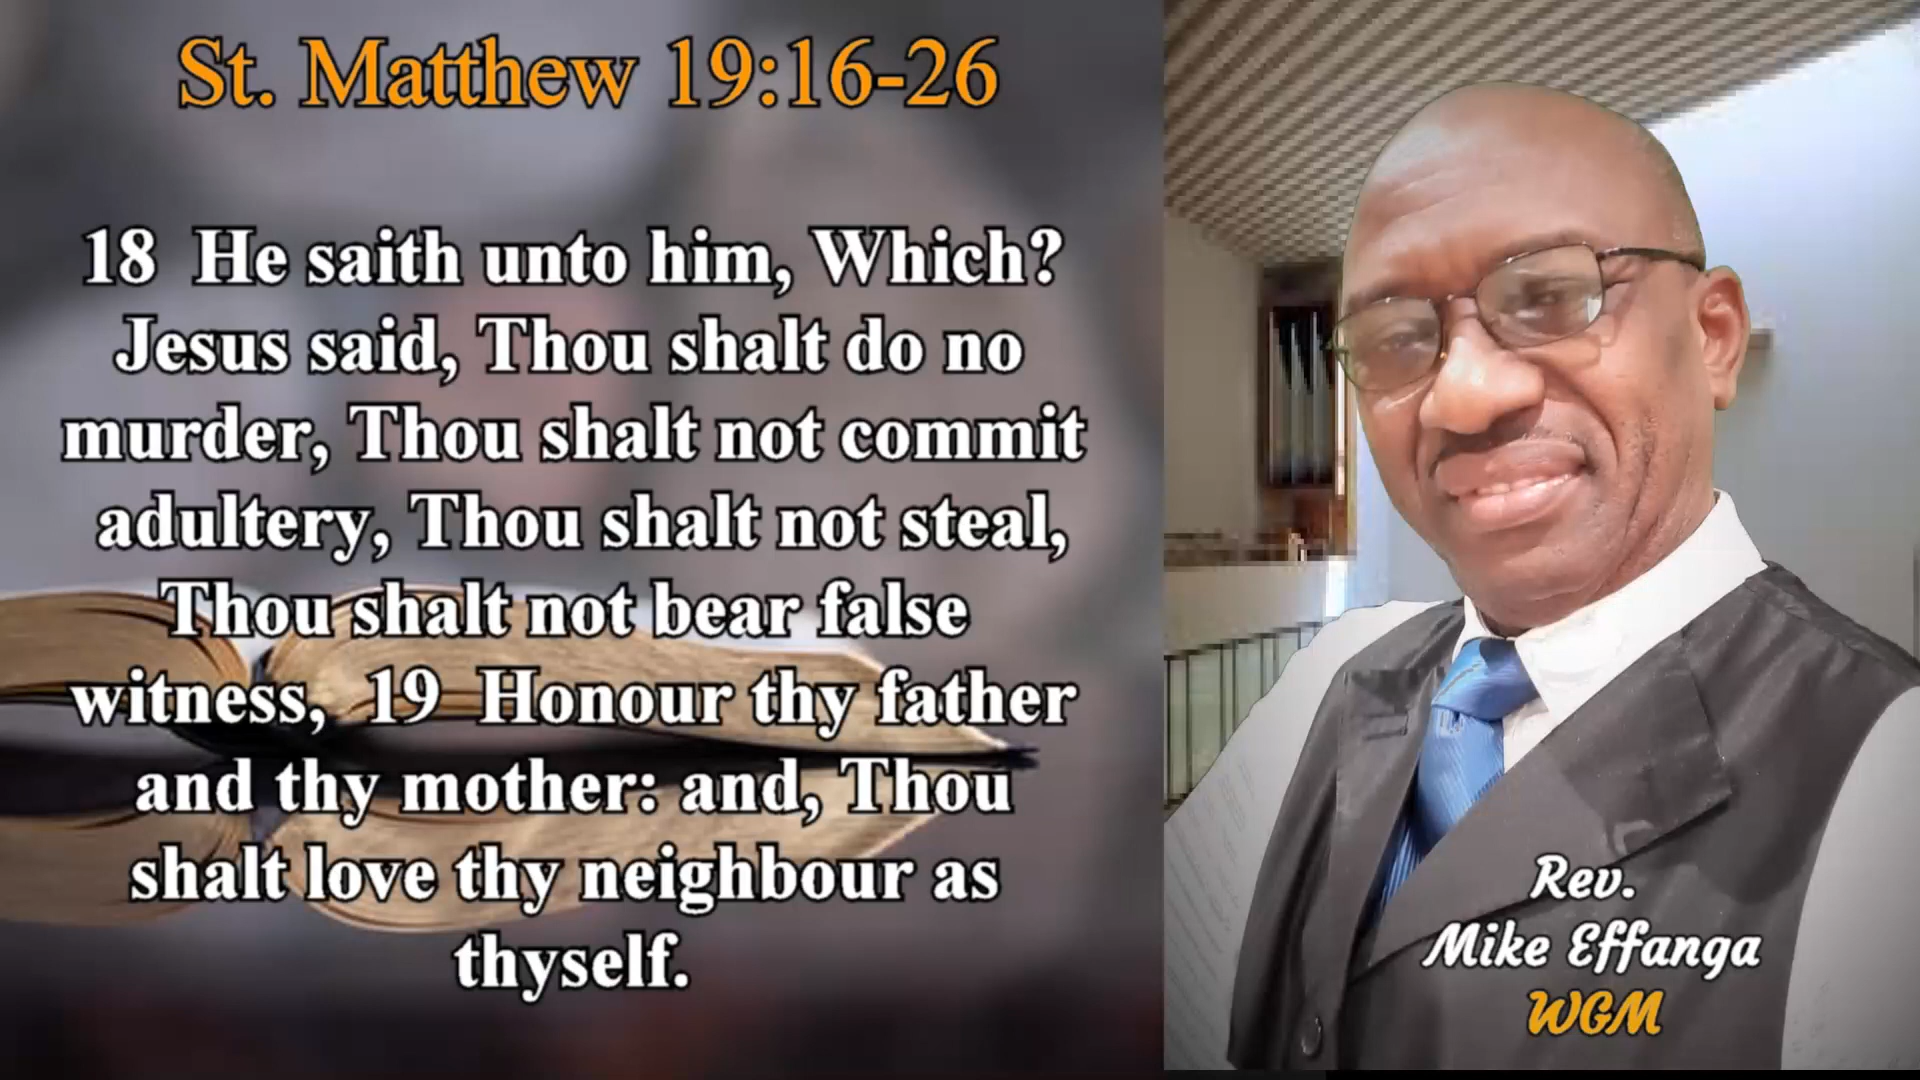 St. Matthew 19:16-26
18 He saith unto him, Which?
Jesus said, Thou shalt do no
murder, Thou shalt not commit
adultery, Thou shalt not steal,
Thou shalt not bear false
witness, 19 Honour thy father
and thy mother: and, Thou
shalt love thy neighbour as
thyself.
Rev.
Mike Effanga
WGM